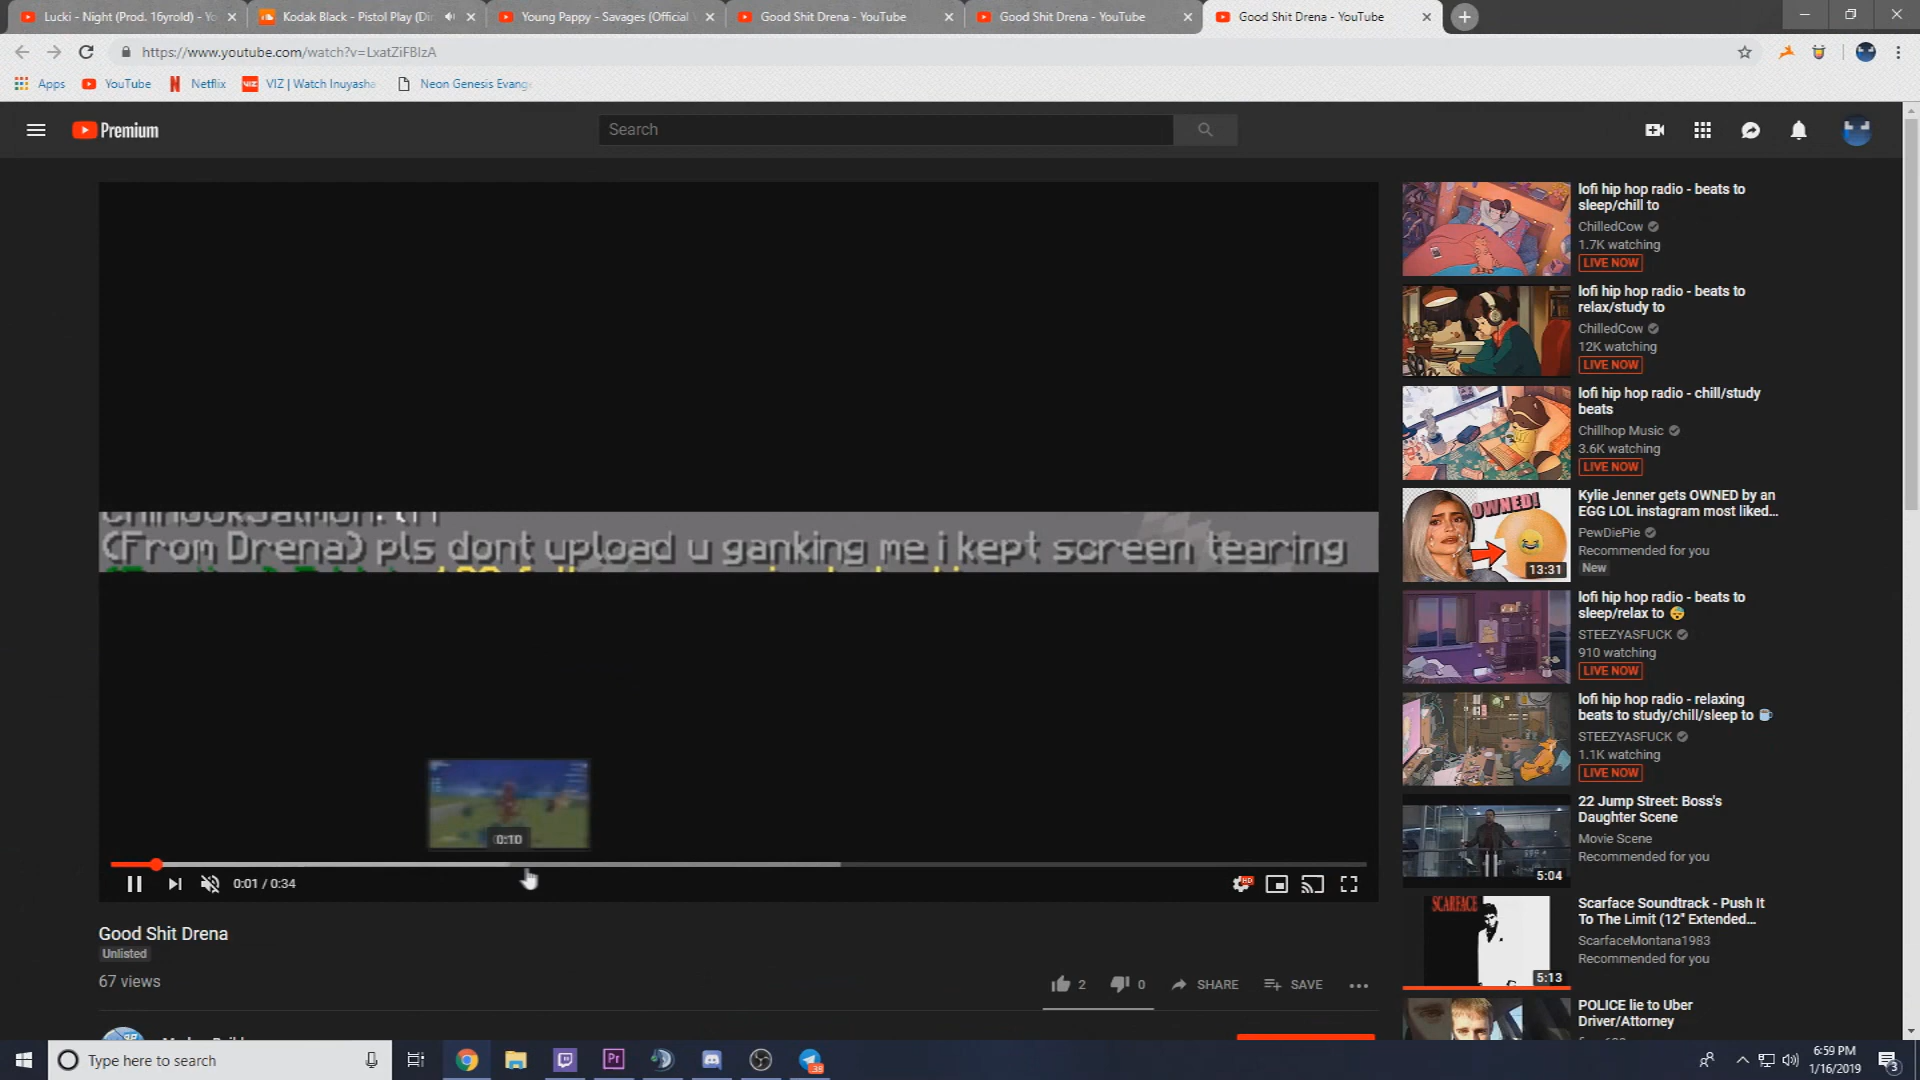 Lucki - Night (Prod. 16yrold) - Yo
Kodak Black - Pistol Play (Di
Young Pappy - Savages (Official
Good Shit Drena - YouTube
Good Shit Drena - YouTube
Good Shit Drena - YouTube
https://www.youtube.com/watch?v=LxatZiFBIzA
Apps
YouTube
Netflix
VIZ | Watch Inuyasha
Neon Genesis Evang
Premium
Search
(From Drena) pls dont upload u ganking me i kept screen tearing
0:10
0:01 / 0:34
Good Shit Drena
Unlisted
67 views
2
0
SHARE
SAVE
lofi hip hop radio - beats to
sleep/chill to
ChilledCow
1.7K watching
LIVE NOW
lofi hip hop radio - beats to
relax/study to
ChilledCow
12K watching
LIVE NOW
lofi hip hop radio - chill/study
beats
Chillhop Music
3.6K watching
LIVE NOW
OWNED!
13:31
Kylie Jenner gets OWNED by an
EGG LOL instagram most liked...
PewDiePie
Recommended for you
New
lofi hip hop radio - beats to
sleep/relax to 😴
STEEZYASFUCK
910 watching
LIVE NOW
lofi hip hop radio - relaxing
beats to study/chill/sleep to ☕
STEEZYASFUCK
1.1K watching
LIVE NOW
5:04
22 Jump Street: Boss's
Daughter Scene
Movie Scene
Recommended for you
SCARFACE
5:13
Scarface Soundtrack - Push It
To The Limit (12" Extended...
ScarfaceMontana1983
Recommended for you
POLICE lie to Uber
Driver/Attorney
Type here to search
Pr
38
6:59 PM
1/16/2019
3